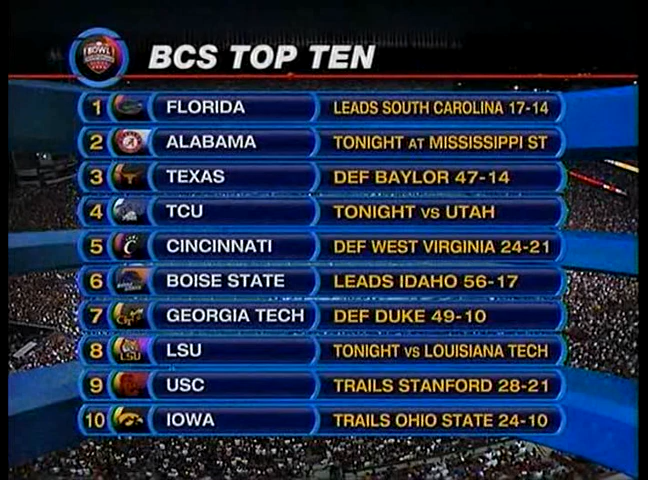 BOWL
BCS TOP TEN
1 FLORIDA LEADS SOUTH CAROLINA 17-14
2 ALABAMA TONIGHT AT MISSISSIPPI ST
3 TEXAS DEF BAYLOR 47-14
4 TCU TONIGHT VS UTAH
5 CINCINNATI DEF WEST VIRGINIA 24-21
6 BOISE STATE LEADS IDAHO 56-17
7 GEORGIA TECH DEF DUKE 49-10
8 LSU LSU TONIGHT VS LOUISIANA TECH
9 USC TRAILS STANFORD 28-21
10 IOWA TRAILS OHIO STATE 24-10